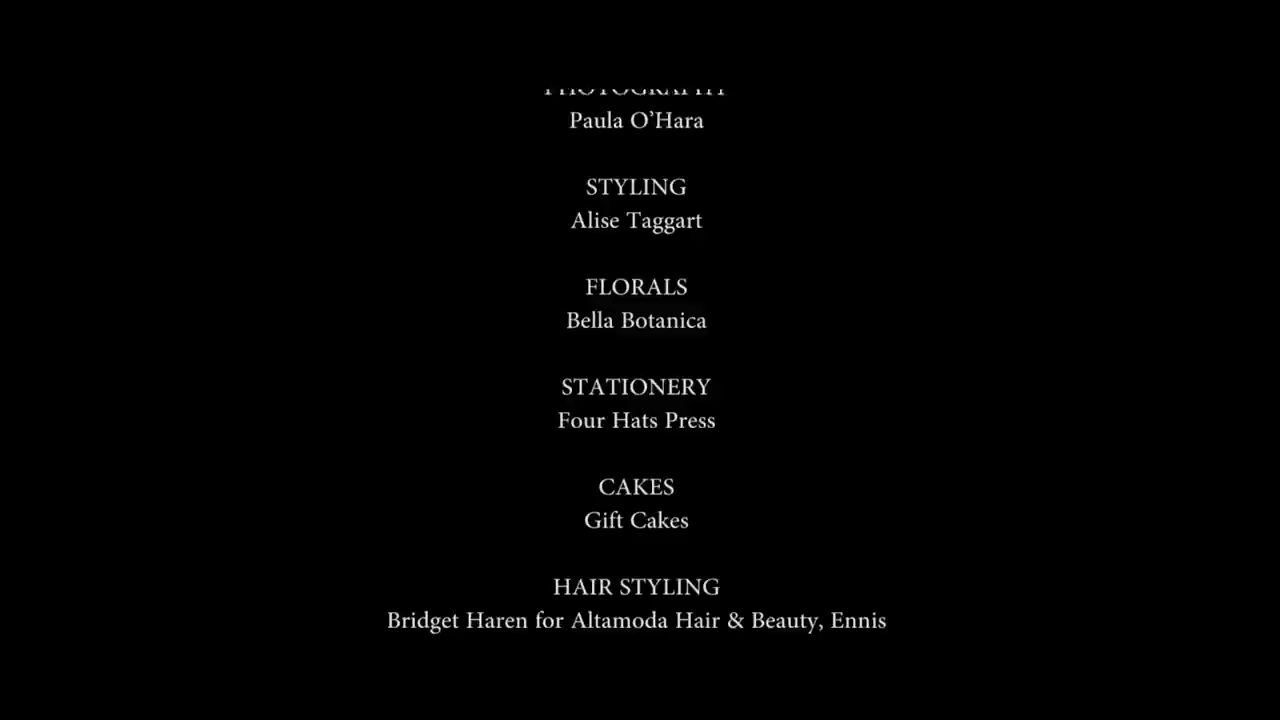 PHOTOGRAPHY
Paula O’Hara
STYLING
Alise Taggart
FLORALS
Bella Botanica
STATIONERY
Four Hats Press
CAKES
Gift Cakes
HAIR STYLING
Bridget Haren for Altamoda Hair & Beauty, Ennis